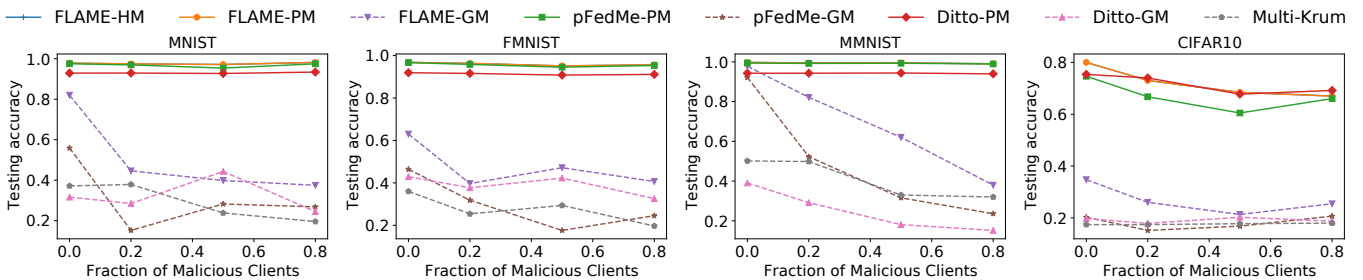 FLAME-HM FLAME-PM FLAME-GM pFedMe-PM pFedMe-GM Ditto-PM Ditto-GM Multi-Krum
MNIST
Testing accuracy
1.0
0.8
0.6
0.4
0.2
0.0 0.2 0.4 0.6 0.8
Fraction of Malicious Clients
FMNIST
Testing accuracy
1.0
0.8
0.6
0.4
0.2
0.0 0.2 0.4 0.6 0.8
Fraction of Malicious Clients
MMNIST
Testing accuracy
1.0
0.8
0.6
0.4
0.2
0.0 0.2 0.4 0.6 0.8
Fraction of Malicious Clients
CIFAR10
Testing accuracy
0.8
0.6
0.4
0.2
0.0 0.2 0.4 0.6 0.8
Fraction of Malicious Clients